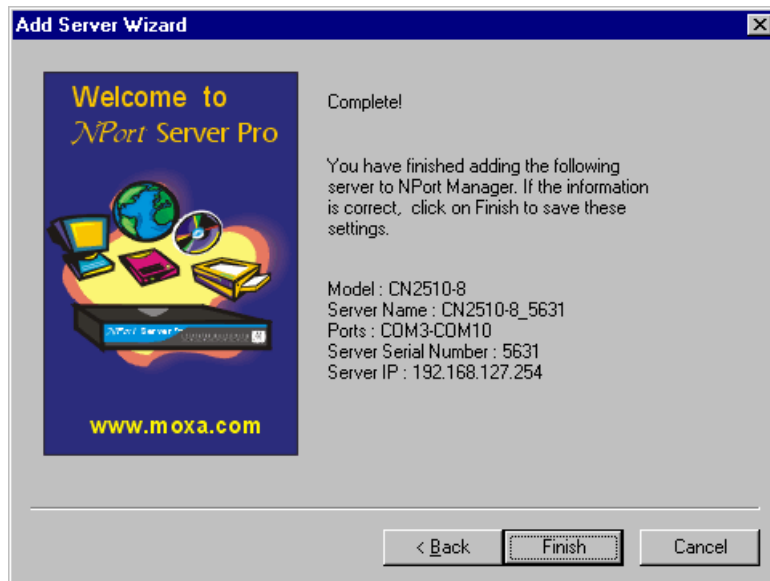 Add Server Wizard
Welcome to
NPort Server Pro
NPort Server Pro
www.moxa.com
Complete!
You have finished adding the following
server to NPort Manager. If the information
is correct, click on Finish to save these
settings.
Model : CN2510-8
Server Name : CN2510-8_5631
Ports : COM3-COM10
Server Serial Number : 5631
Server IP : 192.168.127.254
< Back
Finish
Cancel